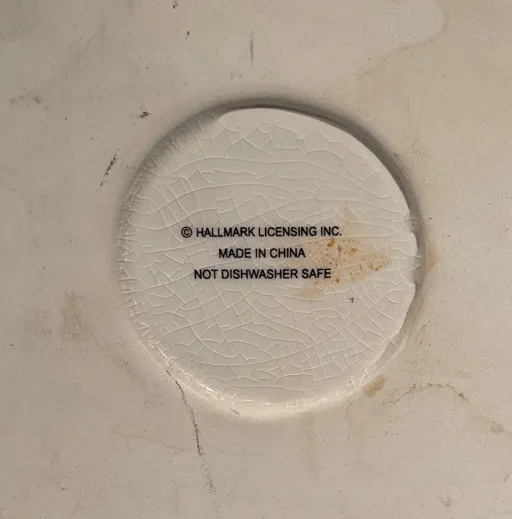 © HALLMARK LICENSING INC.
MADE IN CHINA
NOT DISHWASHER SAFE